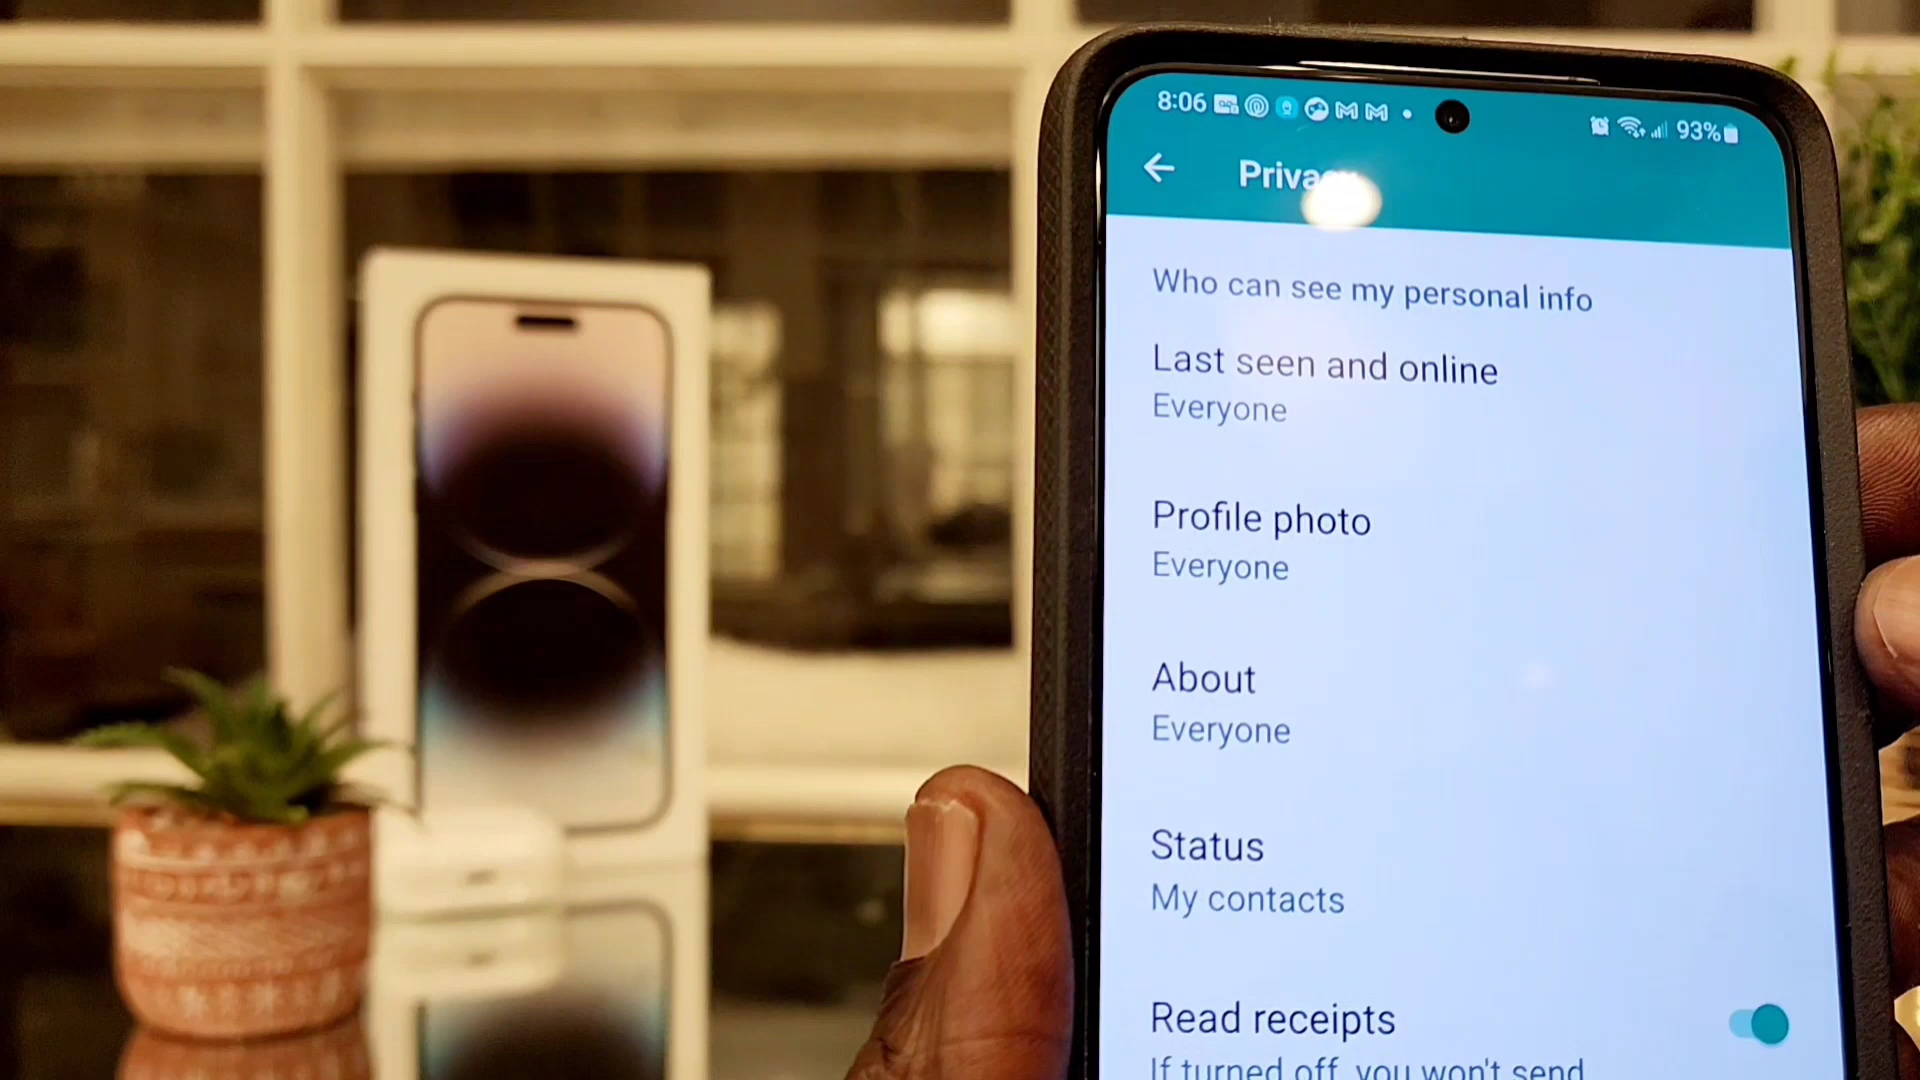 8:06 93%
Privacy
Who can see my personal info
Last seen and online
Everyone
Profile photo
Everyone
About
Everyone
Status
My contacts
Read receipts
If turned off, you won't send